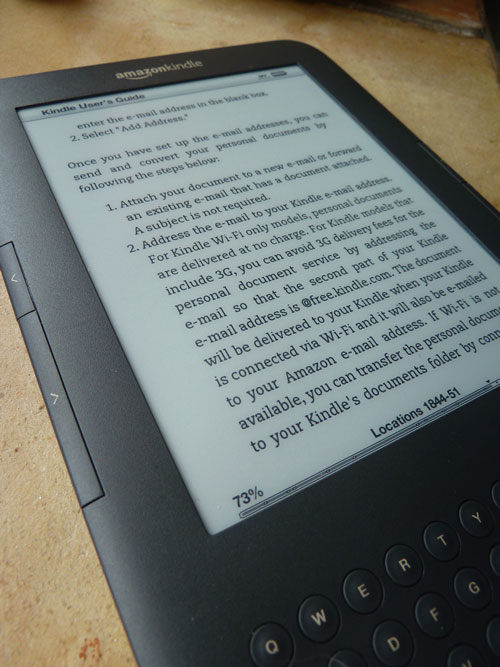 amazonkindle
Kindle User's Guide
enter the e-mail address in the blank box.
2. Select "Add Address."
Once you have set up the e-mail addresses, you can
send and convert your personal documents by
following the steps below:
1. Attach your document to a new e-mail or forward
an existing e-mail that has a document attached.
A subject is not required.
2. Address the e-mail to your Kindle e-mail address.
For Kindle Wi-Fi only models, personal documents
are delivered at no charge. For Kindle models that
include 3G, you can avoid 3G delivery fees for the
personal document service by addressing the
e-mail so that the second part of your Kindle
e-mail address is @free.kindle.com. The document
will be delivered to your Kindle when your Kindle
is connected via Wi-Fi and it will also be e-mailed
to your Amazon e-mail address. If Wi-Fi is not
available, you can transfer the personal docum
to your Kindle's documents folder by conn
73% Locations 1844-51
Q W E R T Y
D F G